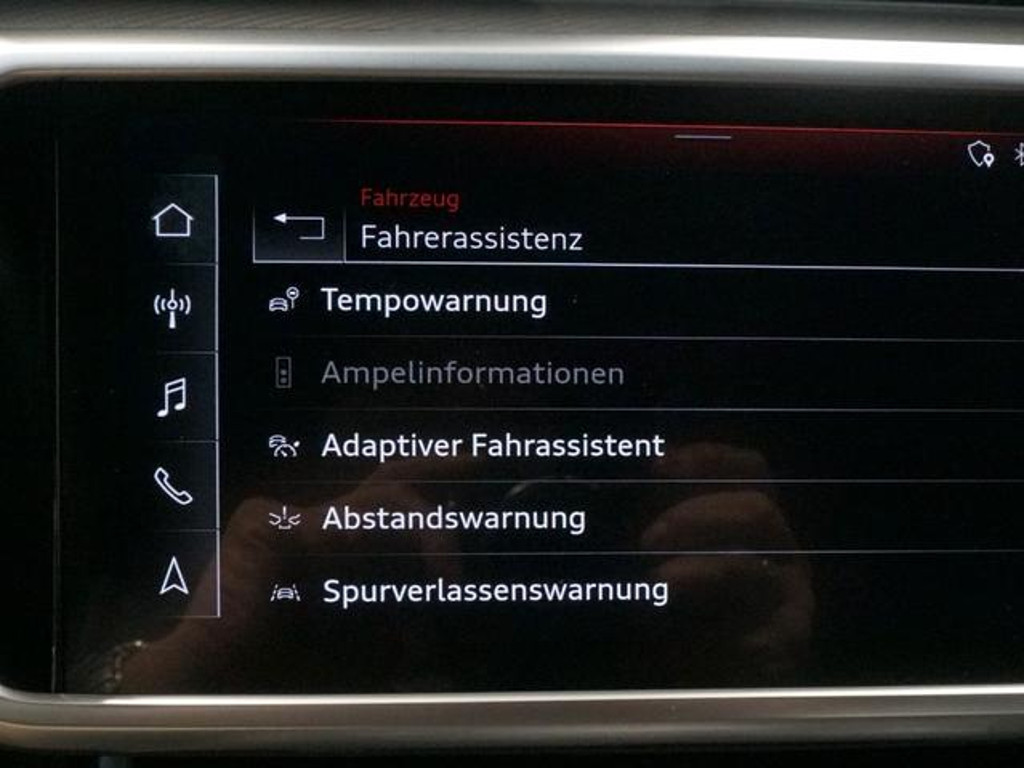 Fahrzeug
Fahrerassistenz
Tempowarnung
Ampelinformationen
Adaptiver Fahrassistent
Abstandswarnung
Spurverlassenswarnung